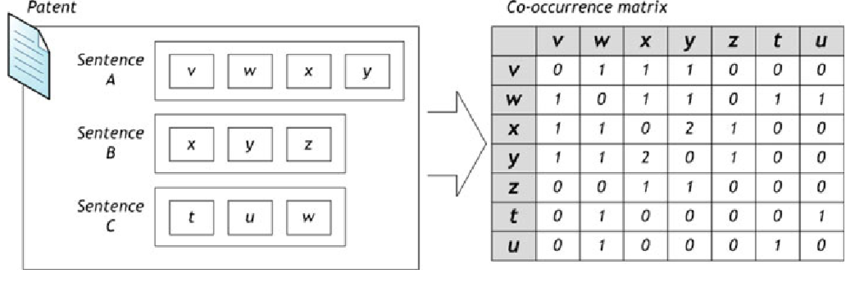 Patent
Sentence A
v w x y
Sentence B
x y z
Sentence C
t u w
Co-occurrence matrix
v w x y z t u
v 0 1 1 1 0 0 0
w 1 0 1 1 0 1 1
x 1 1 0 2 1 0 0
y 1 1 2 0 1 0 0
z 0 0 1 1 0 0 0
t 0 1 0 0 0 0 1
u 0 1 0 0 0 1 0